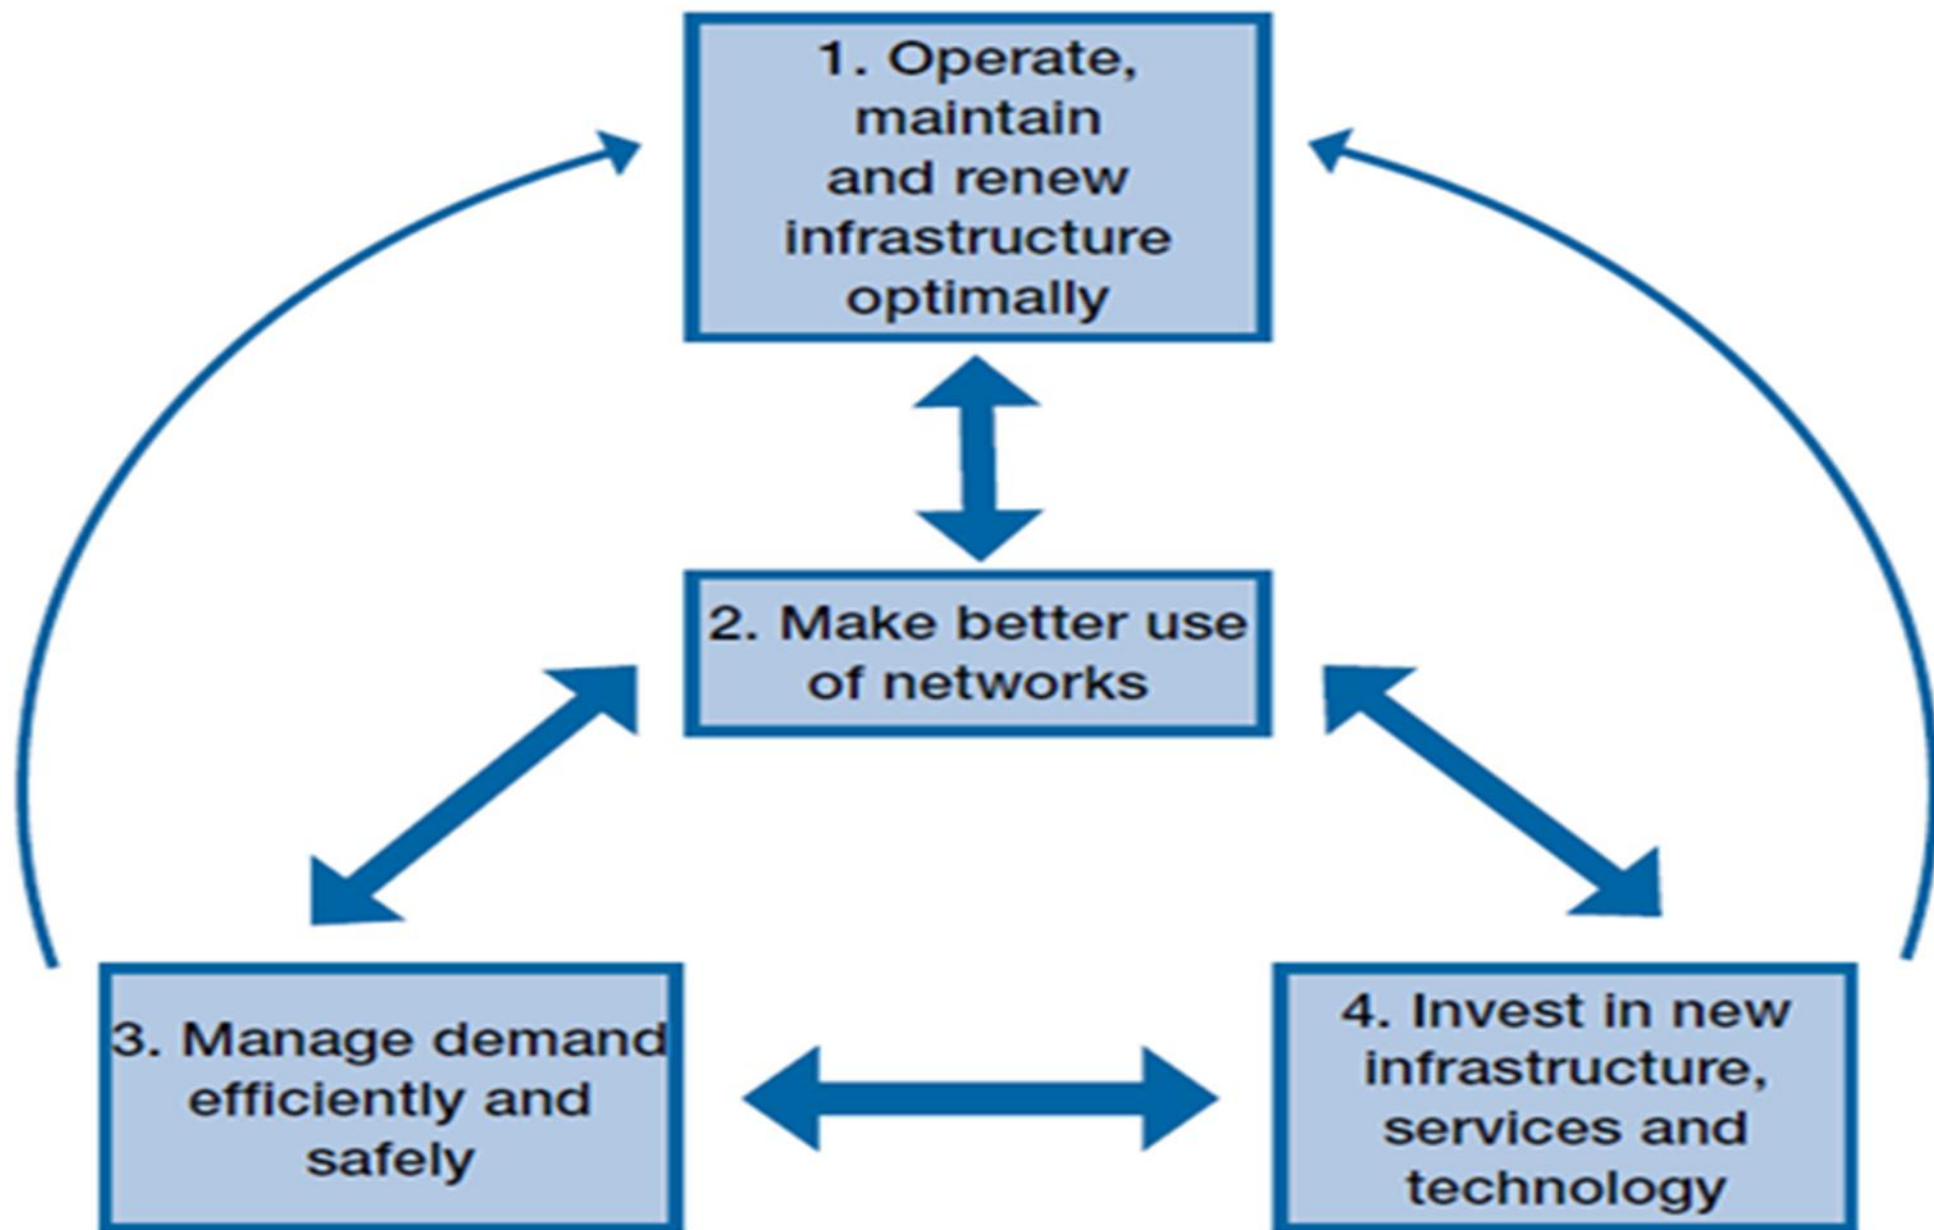 1. Operate,
maintain
and renew
infrastructure
optimally
2. Make better use
of networks
3. Manage demand
efficiently and
safely
4. Invest in new
infrastructure,
services and
technology